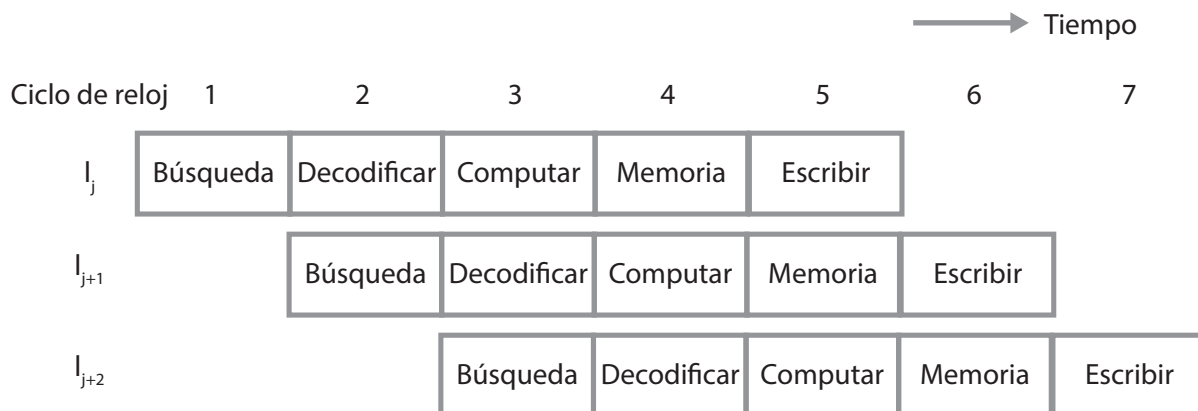 Tiempo
Ciclo de reloj 1 2 3 4 5 6 7
Ij Búsqueda Decodificar Computar Memoria Escribir
Ij+1 Búsqueda Decodificar Computar Memoria Escribir
Ij+2 Búsqueda Decodificar Computar Memoria Escribir